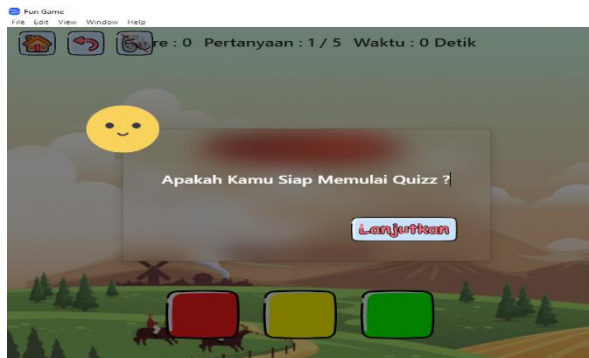 Fun Game
File Edit View Window Help
re : 0 Pertanyaan : 1 / 5 Waktu : 0 Detik
Apakah Kamu Siap Memulai Quizz ?
Lanjutkan